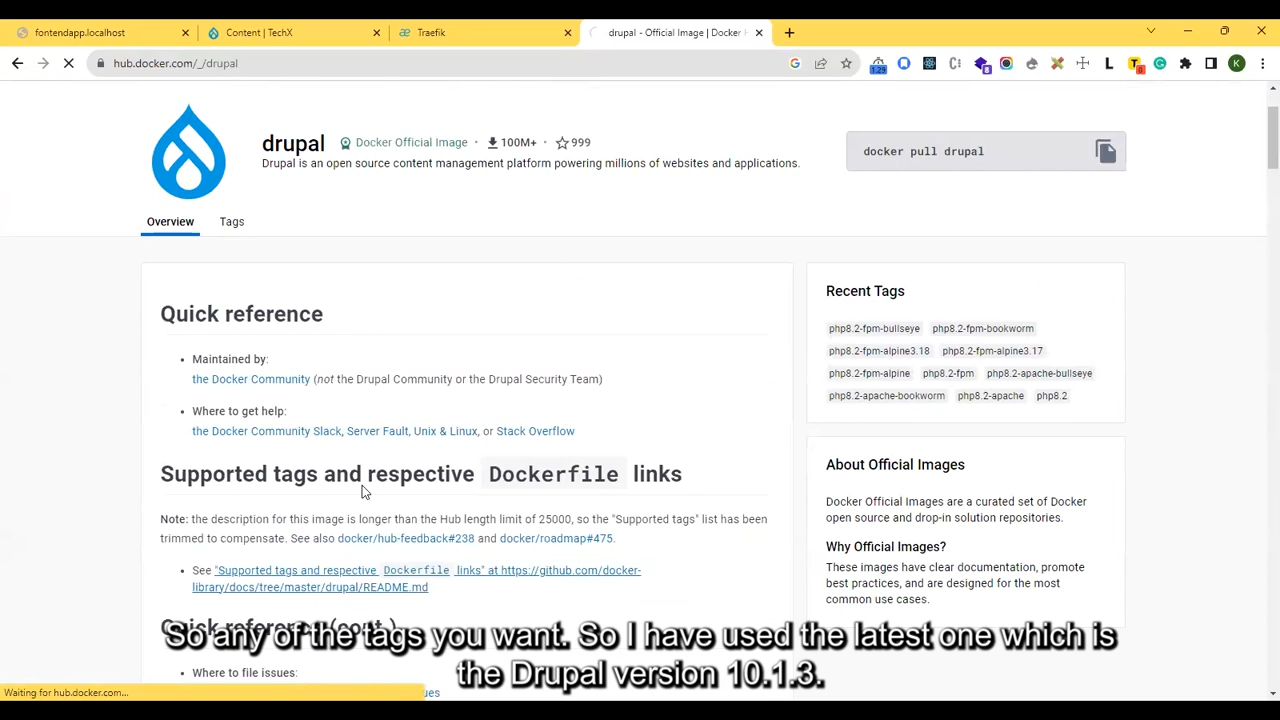 fontendapp.localhost
Content | TechX
Traefik
drupal - Official Image | Docker H
hub.docker.com/_/drupal
1.23
8
L
T
0
K
drupal
Docker Official Image
· 100M+ · 999
Drupal is an open source content management platform powering millions of websites and applications.
docker pull drupal
Overview
Tags
Quick reference
• Maintained by:
the Docker Community (not the Drupal Community or the Drupal Security Team)
• Where to get help:
the Docker Community Slack, Server Fault, Unix & Linux, or Stack Overflow
Supported tags and respective Dockerfile links
Note: the description for this image is longer than the Hub length limit of 25000, so the "Supported tags" list has been
trimmed to compensate. See also docker/hub-feedback#238 and docker/roadmap#475.
• See "Supported tags and respective Dockerfile links" at https://github.com/docker-
library/docs/tree/master/drupal/README.md
Quick reference (cont.)
• Where to file issues:
Recent Tags
php8.2-fpm-bullseye php8.2-fpm-bookworm
php8.2-fpm-alpine3.18 php8.2-fpm-alpine3.17
php8.2-fpm-alpine php8.2-fpm php8.2-apache-bullseye
php8.2-apache-bookworm php8.2-apache php8.2
About Official Images
Docker Official Images are a curated set of Docker
open source and drop-in solution repositories.
Why Official Images?
These images have clear documentation, promote
best practices, and are designed for the most
common use cases.
So any of the tags you want. So I have used the latest one which is
the Drupal version 10.1.3.
Waiting for hub.docker.com...